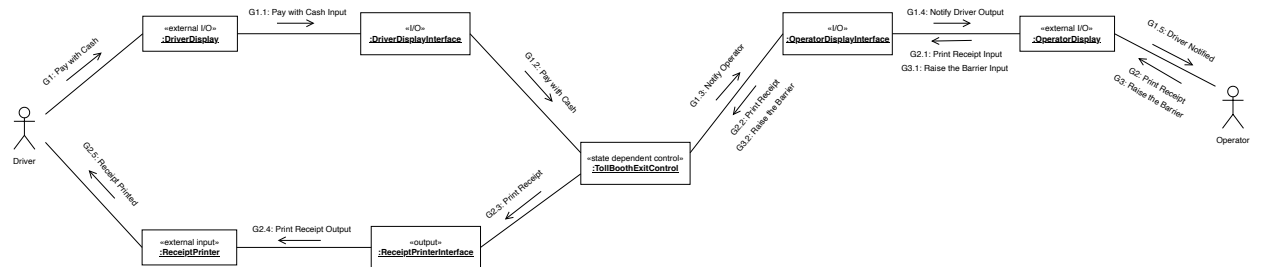 G1: Pay with Cash
«external I/O»
:DriverDisplay
G1.1: Pay with Cash Input
«I/O»
:DriverDisplayInterface
G1.2: Pay with Cash
G1.3: Notify Operator
G2.2: Print Receipt
G3.2: Raise the Barrier
«I/O»
:OperatorDisplayInterface
G1.4: Notify Driver Output
G2.1: Print Receipt Input
G3.1: Raise the Barrier Input
«external I/O»
:OperatorDisplay
G1.5: Driver Notified
G2: Print Receipt
G3: Raise the Barrier
Driver
Operator
«state dependent control»
:TollBoothExitControl
G2.5: Receipt Printed
«external input»
:ReceiptPrinter
G2.4: Print Receipt Output
«output»
:ReceiptPrinterInterface
G2.3: Print Receipt